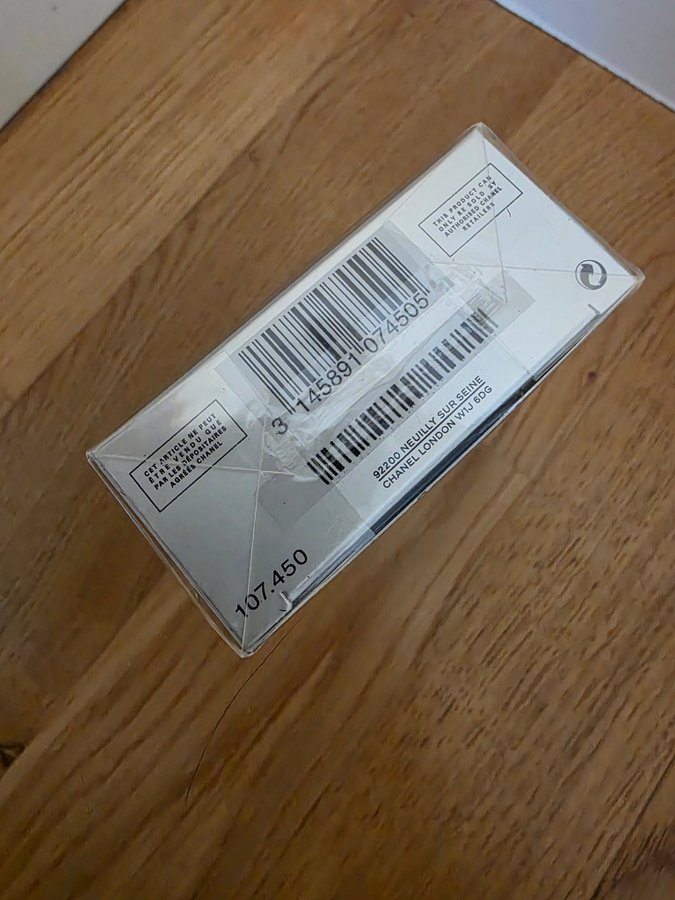 THIS PRODUCT CAN
ONLY BE SOLD BY
AUTHORISED CHANEL
RETAILERS
3 145891 074505
CET ARTICLE NE PEUT
ÊTRE VENDU QUE
PAR LES DÉPOSITAIRES
AGRÉÉS CHANEL
92200 NEUILLY SUR SEINE
CHANEL LONDON W1J 6DG
107.450